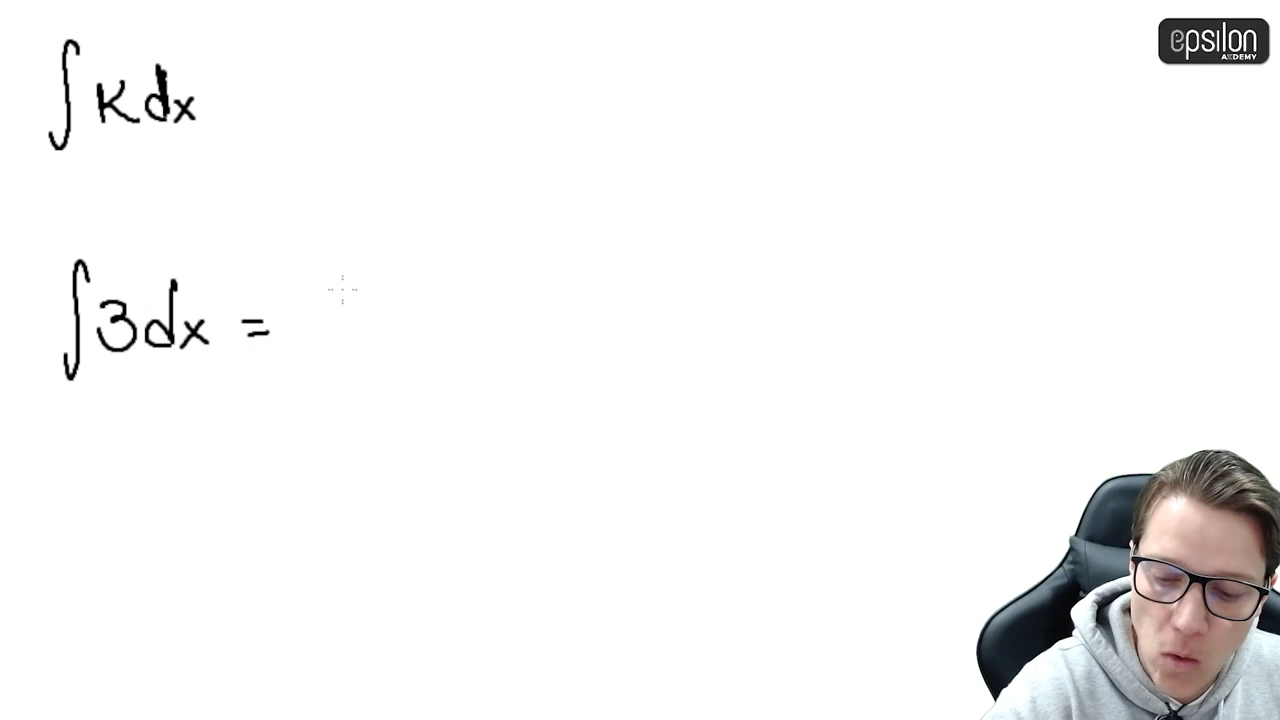 epsilon
ACADEMY
∫ K dx
∫ 3 dx =